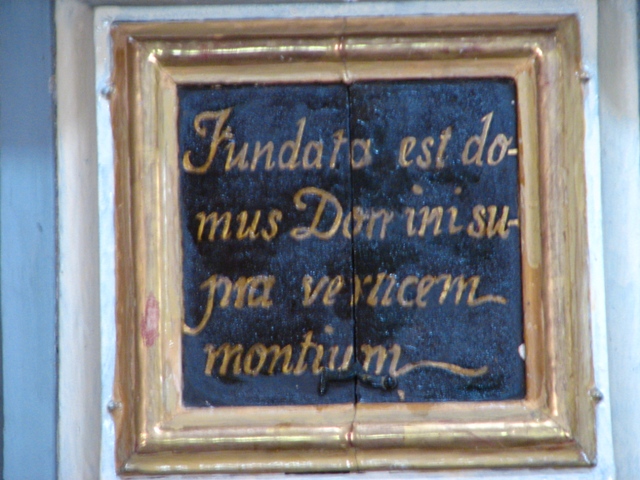 Fundata est do-
mus Domini su-
pra verticem
montium